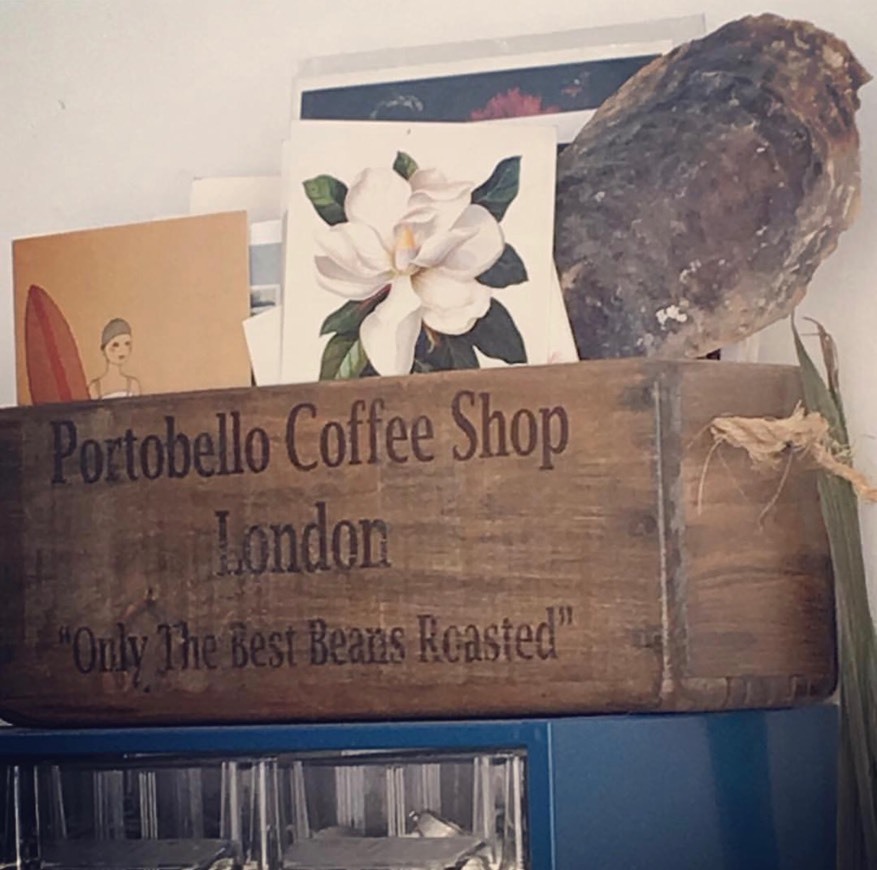 Portobello Coffee Shop
London
“Only The Best Beans Roasted”